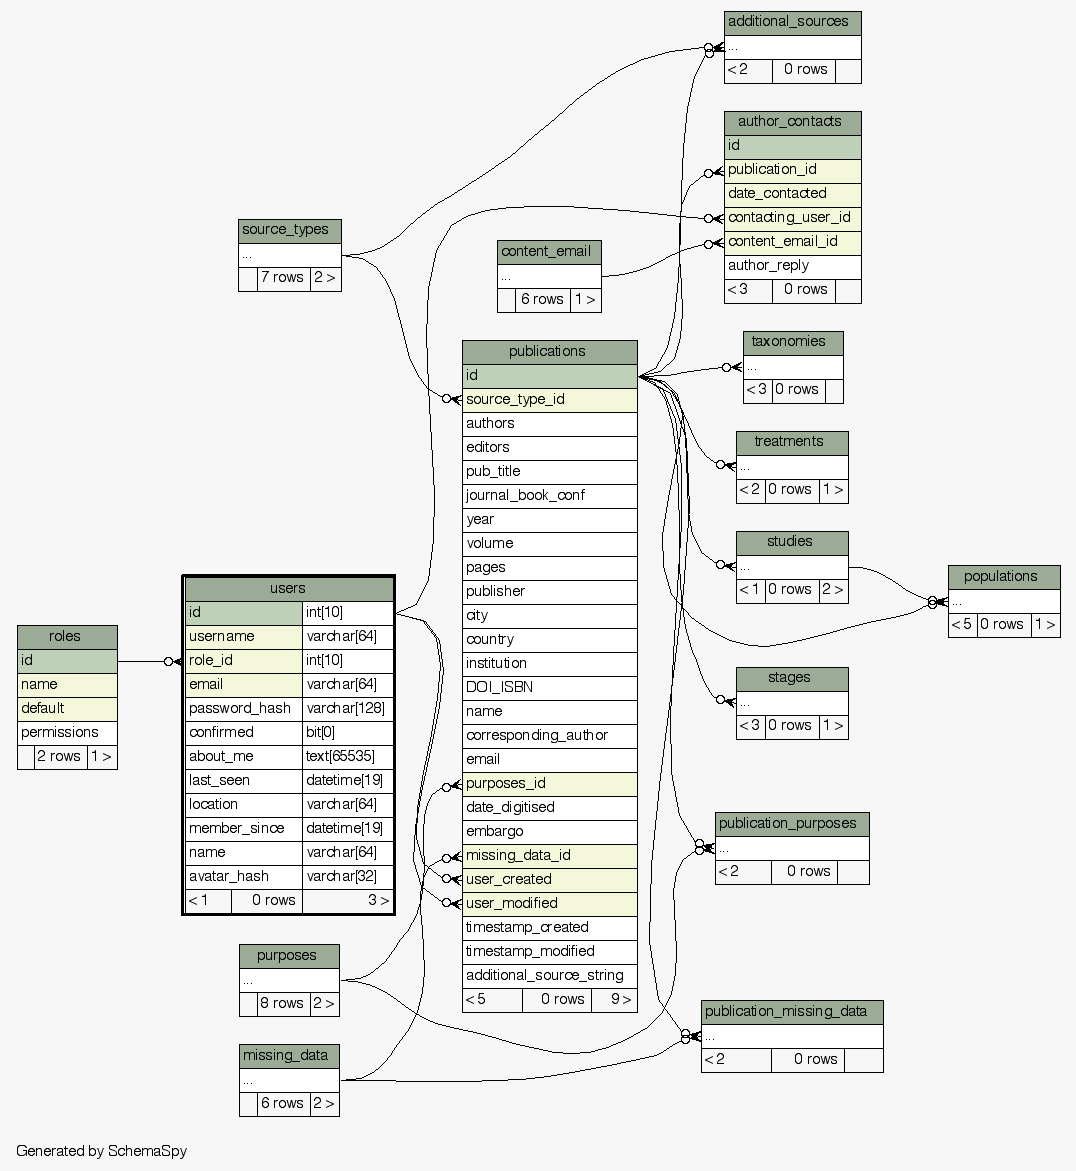 additional_sources
...
< 2 0 rows
author_contacts
id
publication_id
date_contacted
contacting_user_id
content_email_id
author_reply
< 3 0 rows
source_types
...
7 rows 2 >
content_email
...
6 rows 1 >
taxonomies
...
< 3 0 rows
treatments
...
< 2 0 rows 1 >
studies
...
< 1 0 rows 2 >
populations
...
< 5 0 rows 1 >
stages
...
< 3 0 rows 1 >
publications
id
source_type_id
authors
editors
pub_title
journal_book_conf
year
volume
pages
publisher
city
country
institution
DOI_ISBN
name
corresponding_author
email
purposes_id
date_digitised
embargo
missing_data_id
user_created
user_modified
timestamp_created
timestamp_modified
additional_source_string
< 5 0 rows 9 >
roles
id
name
default
permissions
2 rows 1 >
users
id int[10]
username varchar[64]
role_id int[10]
email varchar[64]
password_hash varchar[128]
confirmed bit[0]
about_me text[65535]
last_seen datetime[19]
location varchar[64]
member_since datetime[19]
name varchar[64]
avatar_hash varchar[32]
< 1 0 rows 3 >
publication_purposes
...
< 2 0 rows
purposes
...
8 rows 2 >
publication_missing_data
...
< 2 0 rows
missing_data
...
6 rows 2 >
Generated by SchemaSpy